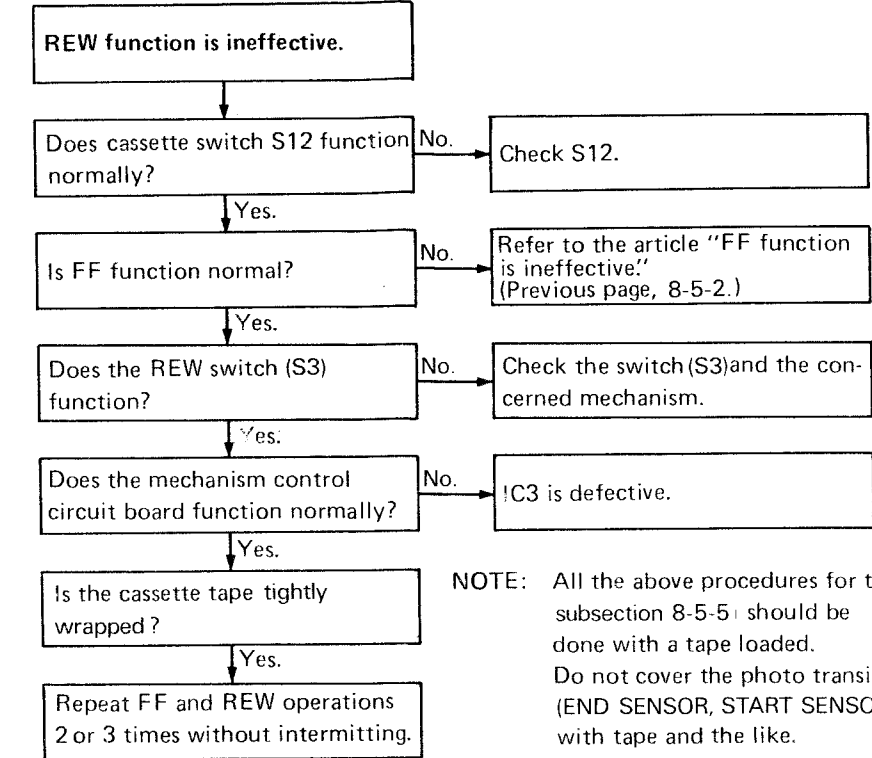 REW function is ineffective.
Does cassette switch S12 function
normally?
No.
Check S12.
Yes.
Is FF function normal?
No.
Refer to the article "FF function
is ineffective."
(Previous page, 8-5-2.)
Yes.
Does the REW switch (S3)
function?
No.
Check the switch (S3) and the con-
cerned mechanism.
Yes.
Does the mechanism control
circuit board function normally?
No.
IC3 is defective.
Yes.
Is the cassette tape tightly
wrapped?
Yes.
Repeat FF and REW operations
2 or 3 times without intermitting.
NOTE: All the above procedures for
subsection 8-5-5 should be
done with a tape loaded.
Do not cover the photo
(END SENSOR, START
with tape and the like.